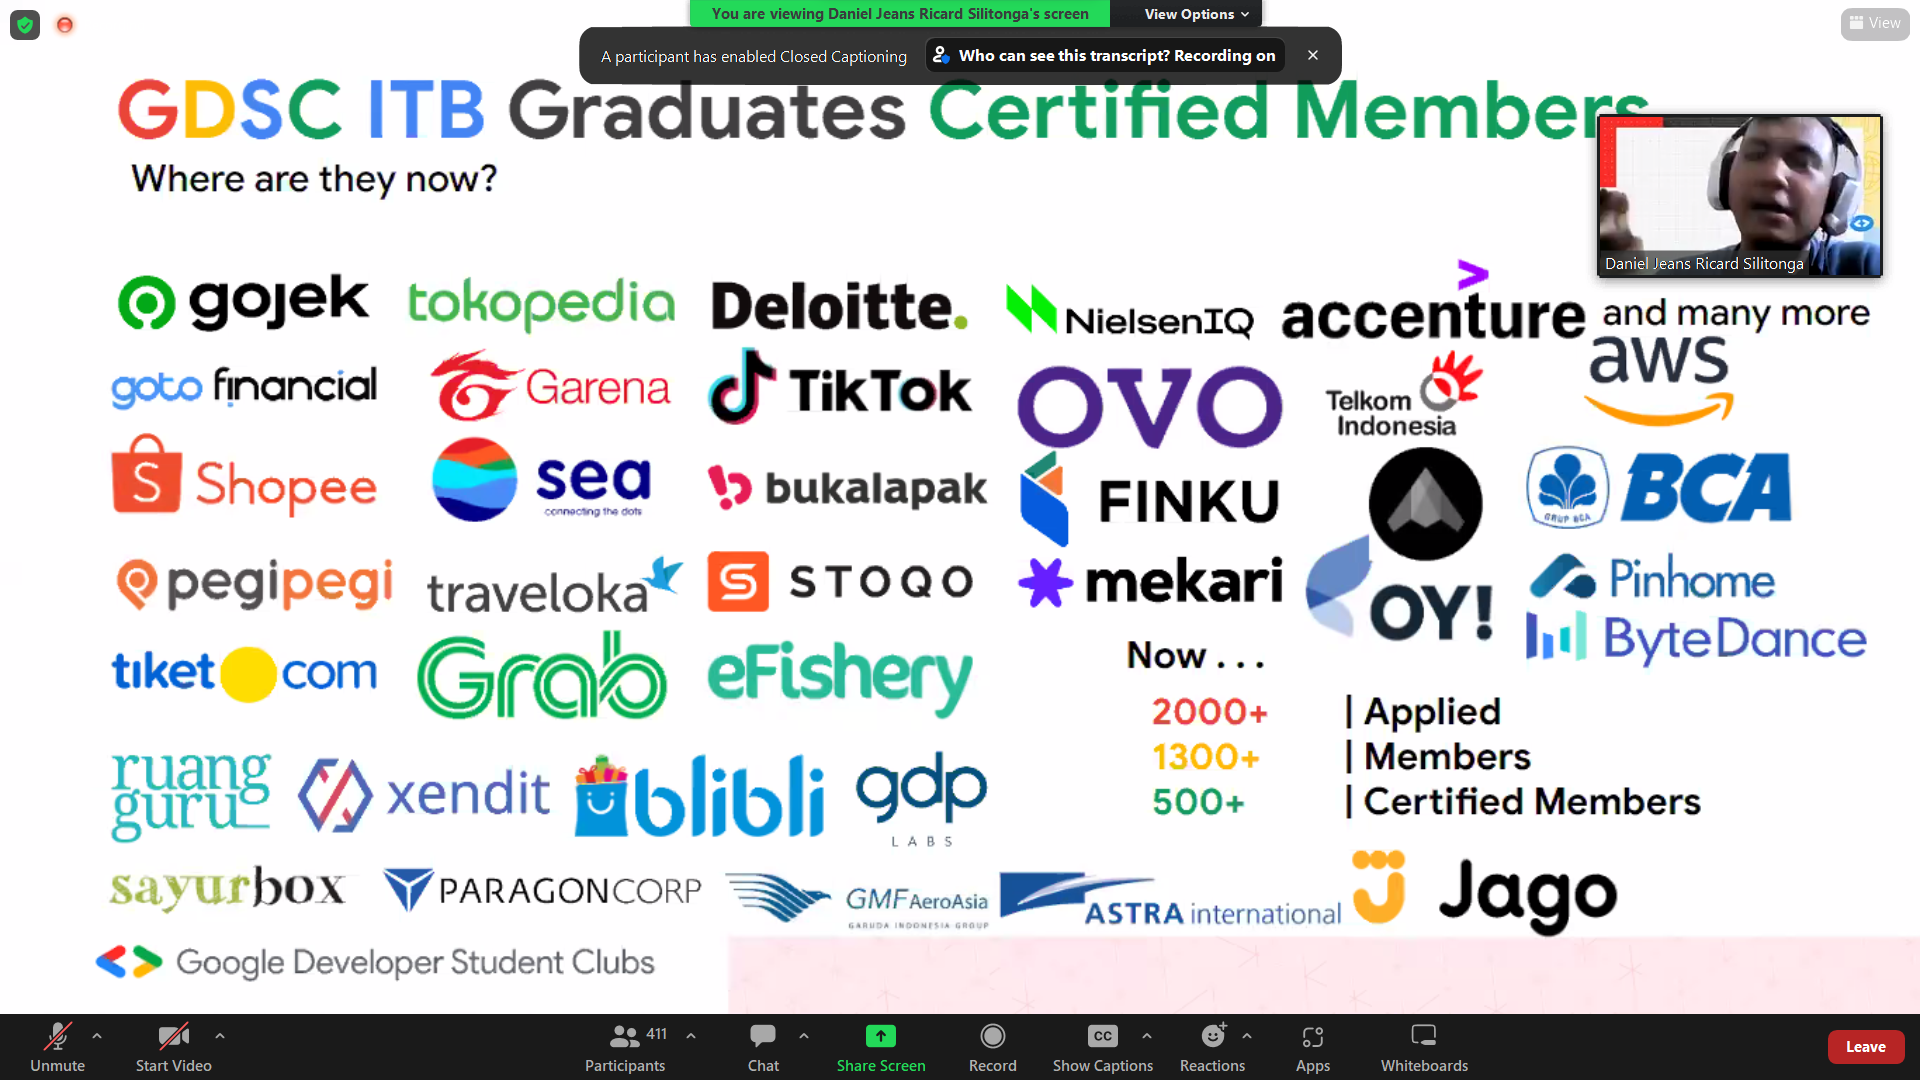 You are viewing Daniel Jeans Ricard Silitonga's screen
View Options
View
A participant has enabled Closed Captioning
Who can see this transcript? Recording on
GDSC ITB Graduates Certified Members
Where are they now?
Daniel Jeans Ricard Silitonga
gojek
tokopedia
Deloitte.
NielsenIQ
accenture
and many more
goto financial
Garena
TikTok
OVO
Telkom
Indonesia
aws
Shopee
sea
connecting the dots
bukalapak
FINKU
GRUP BCA
BCA
pegipegi
traveloka
STOQO
mekari
OY!
Pinhome
ByteDance
tiket com
Grab
eFishery
Now . . .
2000+ | Applied
1300+ | Members
500+ | Certified Members
ruang
guru
xendit
blibli
gdp
LABS
sayurbox
PARAGONCORP
GMF AeroAsia
GARUDA INDONESIA GROUP
ASTRA international
Jago
Google Developer Student Clubs
Unmute
Start Video
Participants
411
Chat
Share Screen
Record
CC
Show Captions
Reactions
Apps
Whiteboards
Leave